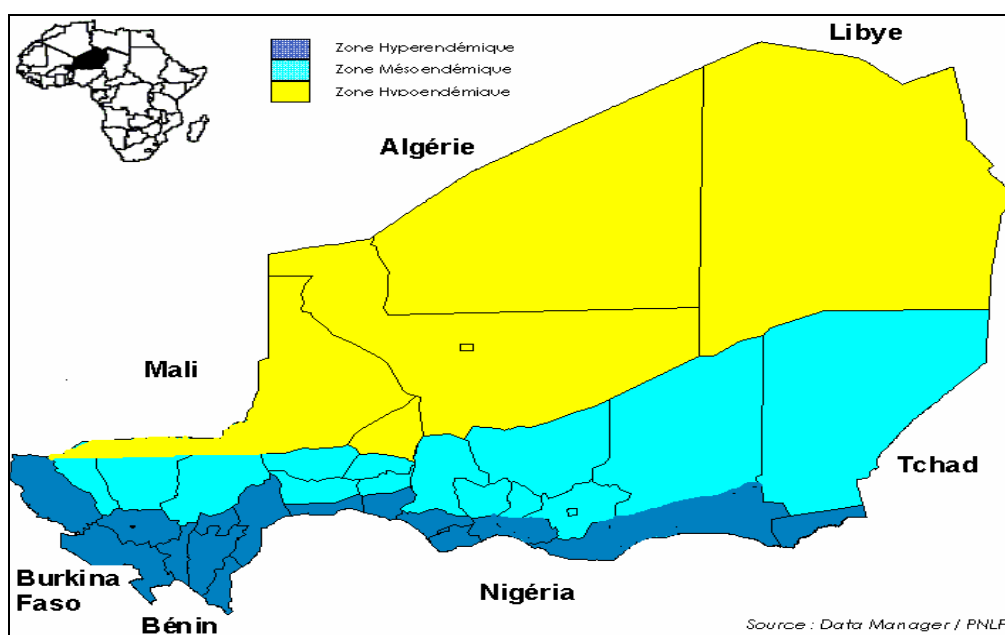 Libye
Zone Hyperendémique
Zone Mésoendémique
Zone Hypoendémique
Algérie
Mali
Tchad
Burkina
Faso
Nigéria
Bénin
Source : Data Manager / PNLP